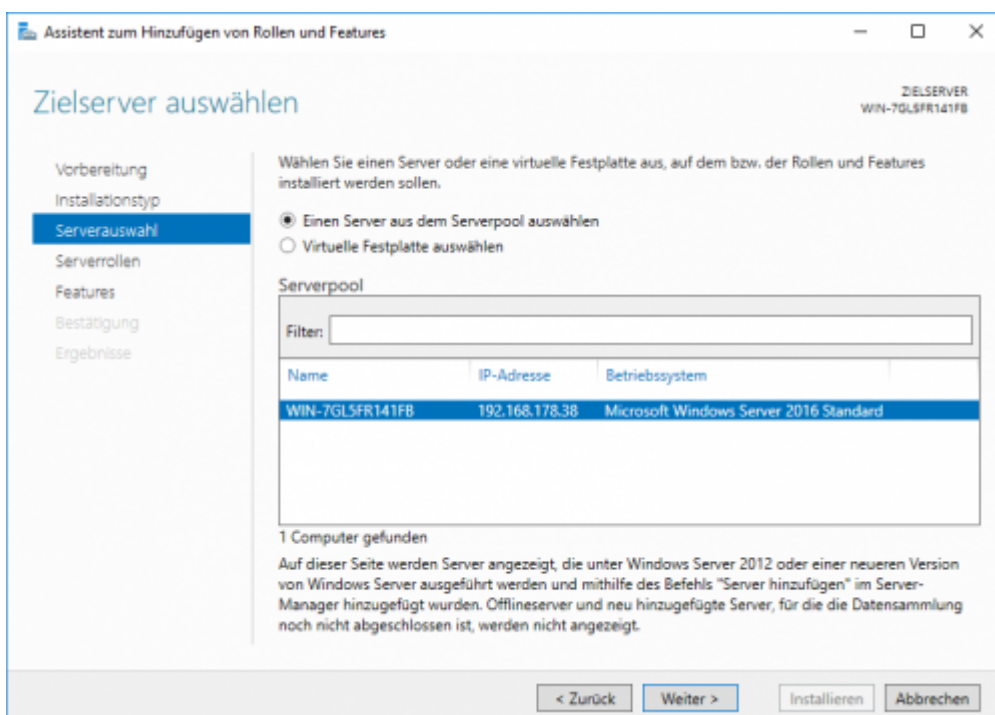 Assistent zum Hinzufügen von Rollen und Features
Zielserver auswählen
ZIELSERVER
WIN-7GL5FR141FB
Vorbereitung
Installationstyp
Serverauswahl
Serverrollen
Features
Bestätigung
Ergebnisse
Wählen Sie einen Server oder eine virtuelle Festplatte aus, auf dem bzw. der Rollen und Features
installiert werden sollen.
Einen Server aus dem Serverpool auswählen
Virtuelle Festplatte auswählen
Serverpool
Filter:
Name IP-Adresse Betriebssystem
WIN-7GL5FR141FB 192.168.178.38 Microsoft Windows Server 2016 Standard
1 Computer gefunden
Auf dieser Seite werden Server angezeigt, die unter Windows Server 2012 oder einer neueren Version
von Windows Server ausgeführt werden und mithilfe des Befehls "Server hinzufügen" im Server-
Manager hinzugefügt wurden. Offlineserver und neu hinzugefügte Server, für die die Datensammlung
noch nicht abgeschlossen ist, werden nicht angezeigt.
< Zurück Weiter > Installieren Abbrechen